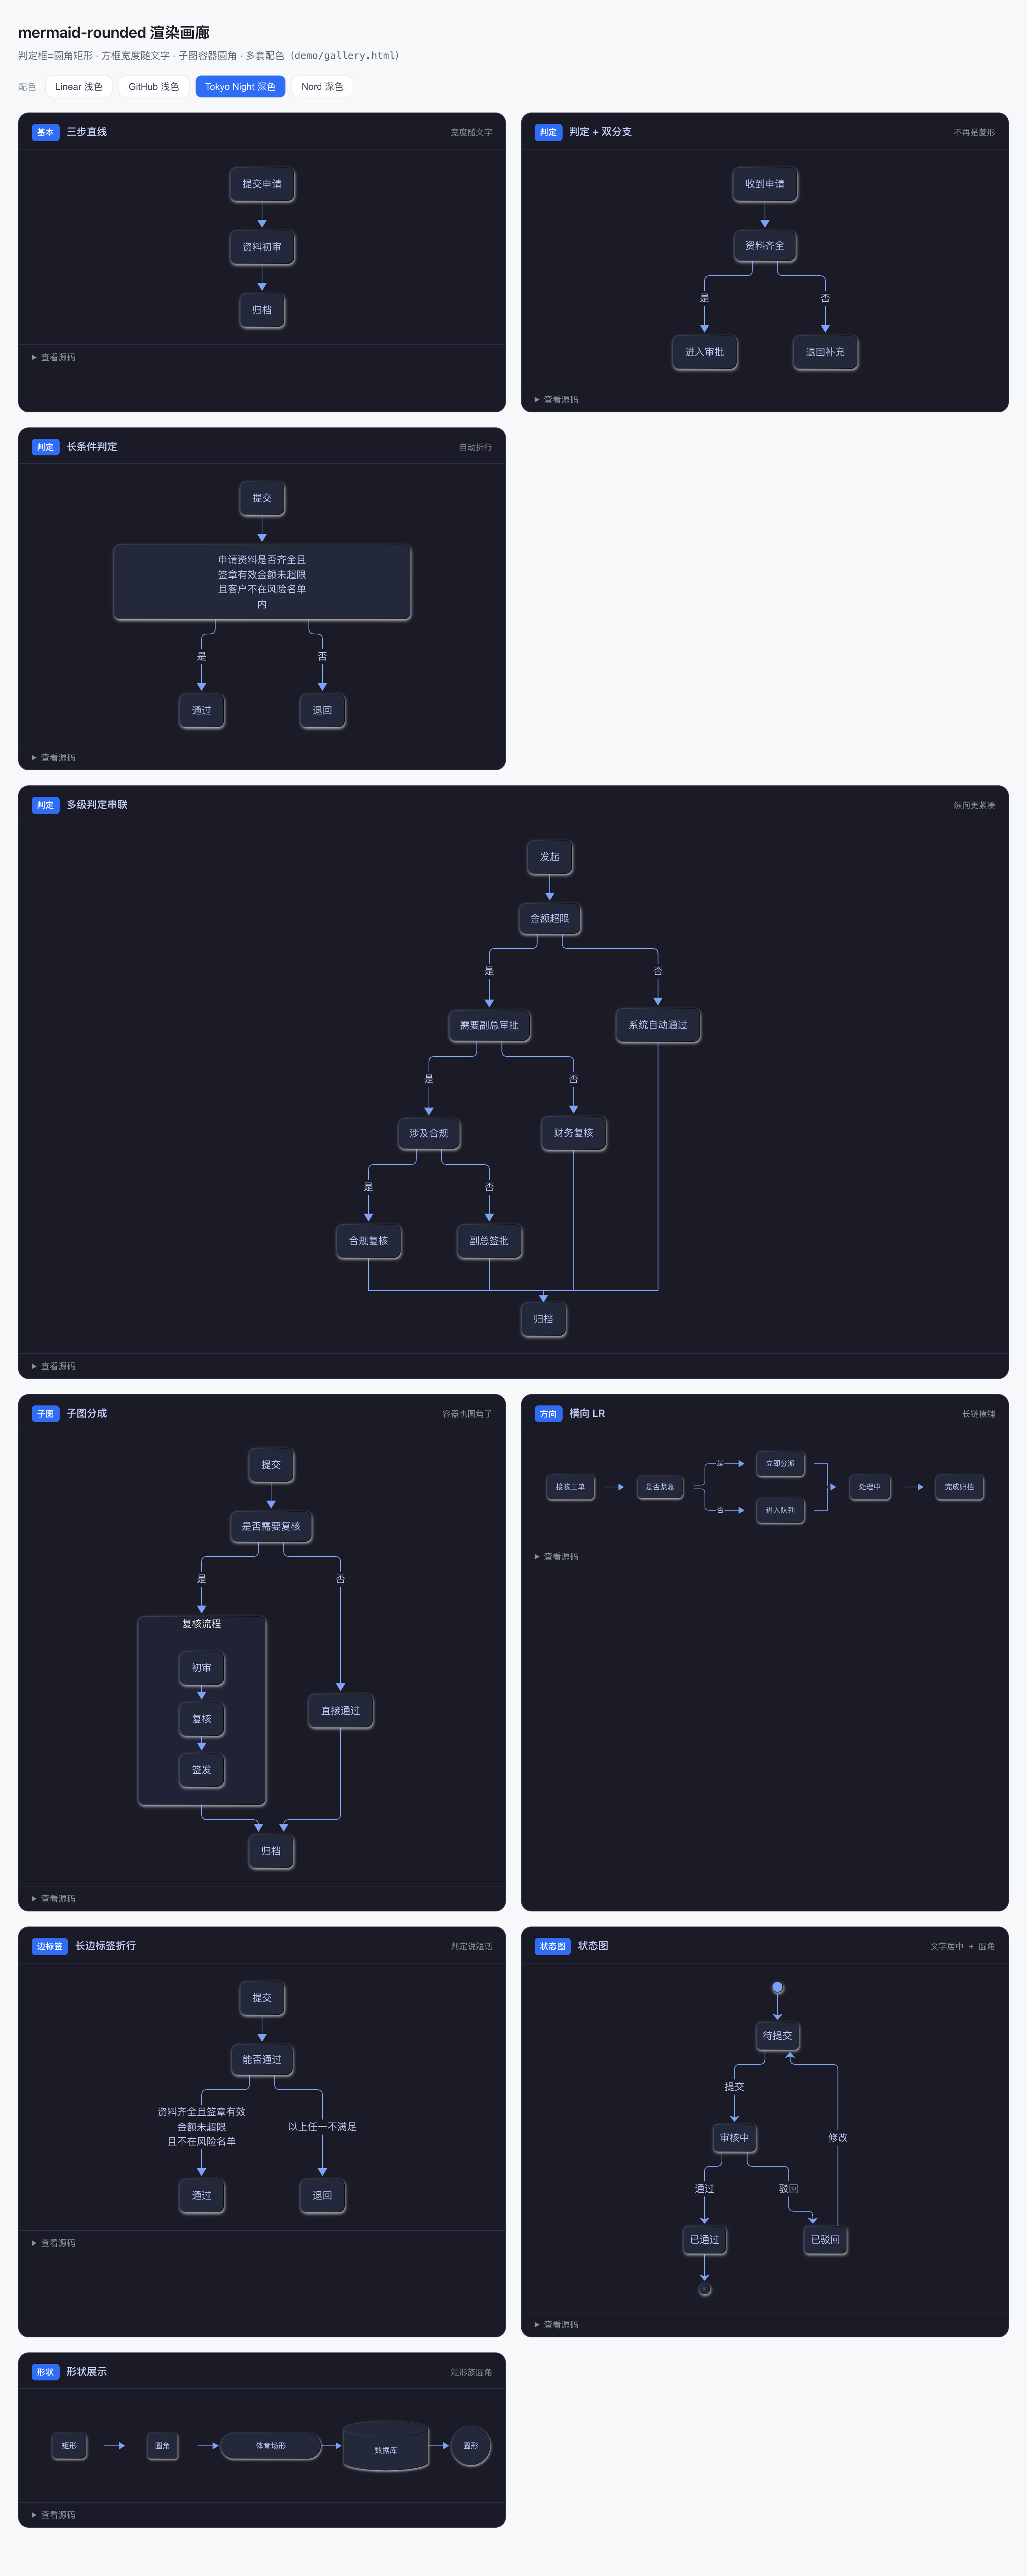 mermaid-rounded 渲染画廊
判定框=圆角矩形 · 方框宽度随文字 · 子图容器圆角 · 多套配色（demo/gallery.html）
配色 Linear 浅色 GitHub 浅色 Tokyo Night 深色 Nord 深色
基本 三步直线 宽度随文字
提交申请
资料初审
归档
▶ 查看源码
判定 判定 + 双分支 不再是菱形
收到申请
资料齐全
是 否
进入审批 退回补充
▶ 查看源码
判定 长条件判定 自动折行
提交
申请资料是否齐全且
签章有效金额未超限
且客户不在风险名单
内
是 否
通过 退回
▶ 查看源码
判定 多级判定串联 纵向更紧凑
发起
金额超限
是 否
需要副总审批 系统自动通过
是 否
涉及合规 财务复核
是 否
合规复核 副总签批
归档
▶ 查看源码
子图 子图分成 容器也圆角了
提交
是否需要复核
是 否
复核流程
初审
复核
直接通过
签发
归档
▶ 查看源码
方向 横向 LR 长链横铺
是 立即分派
接收工单 是否紧急 处理中 完成归档
否 进入队列
▶ 查看源码
边标签 长边标签折行 判定说短话
提交
能否通过
资料齐全且签章有效
金额未超限
且不在风险名单
以上任一不满足
通过 退回
▶ 查看源码
状态图 状态图 文字居中 + 圆角
待提交
提交
审核中 修改
通过 驳回
已通过 已驳回
▶ 查看源码
形状 形状展示 矩形族圆角
矩形 圆角 体育场形 数据库 圆形
▶ 查看源码